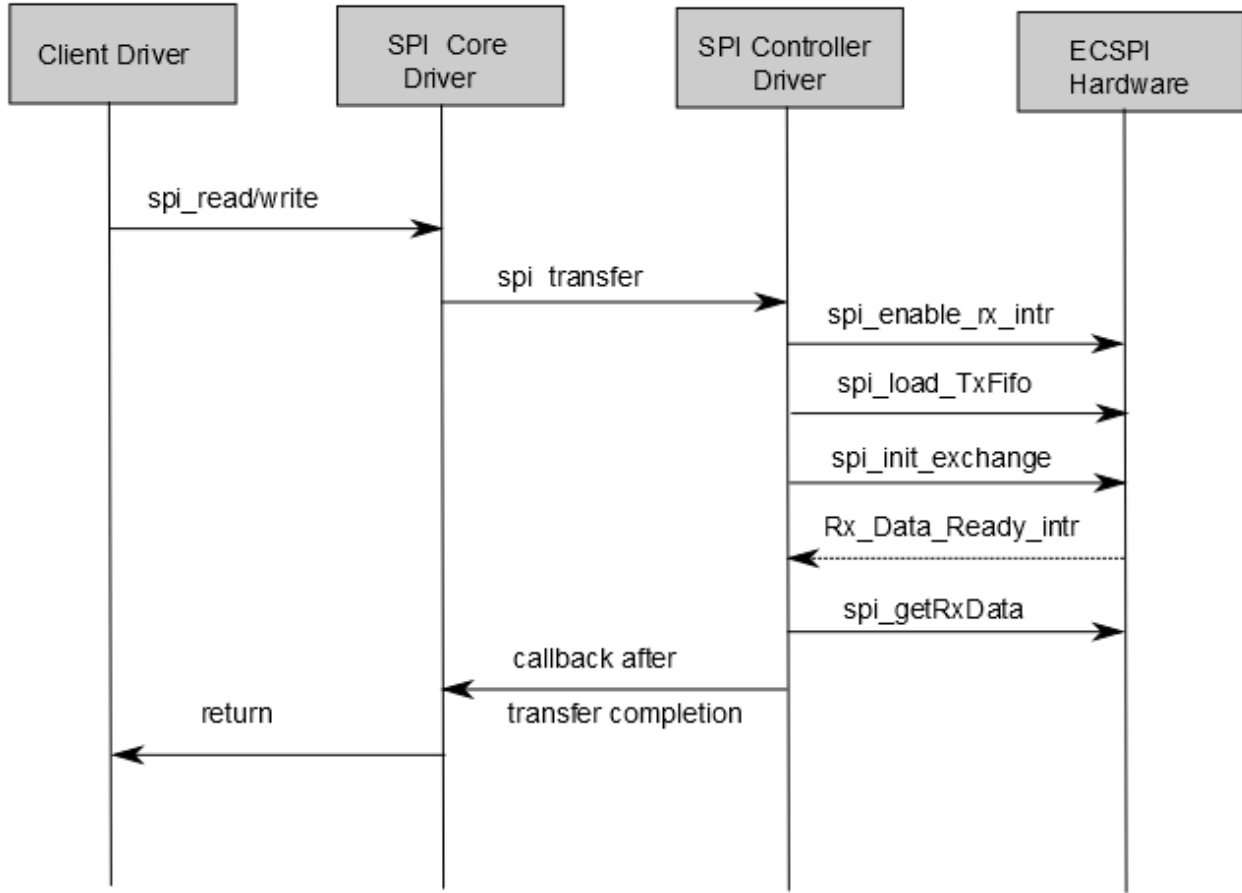 Client Driver
SPI Core
Driver
SPI Controller
Driver
ECSPI
Hardware
spi_read/write
spi transfer
spi_enable_rx_intr
spi_load_TxFifo
spi_init_exchange
Rx_Data_Ready_intr
spi_getRxData
callback after
transfer completion
return